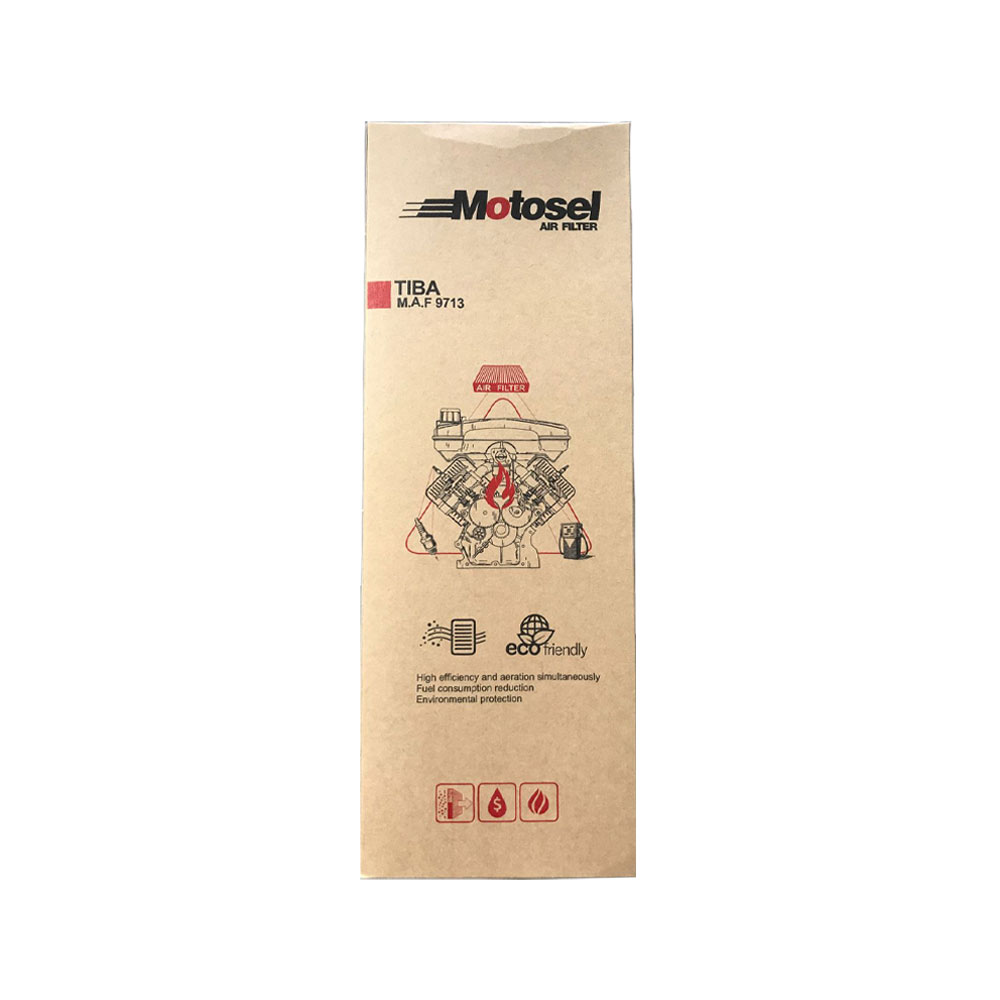 Motosel
AIR FILTER
TIBA
M.A.F 9713
AIR FILTER
eco friendly
High efficiency and aeration simultaneously
Fuel consumption reduction
Environmental protection
$